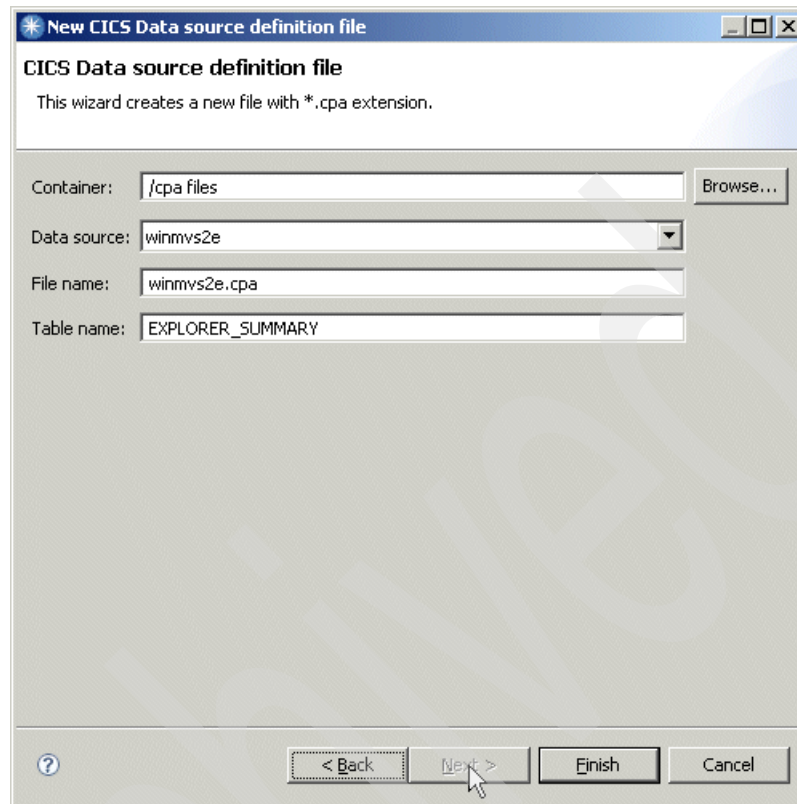 New CICS Data source definition file
CICS Data source definition file
This wizard creates a new file with *.cpa extension.
Container: /cpa files Browse...
Data source: winmvs2e
File name: winmvs2e.cpa
Table name: EXPLORER_SUMMARY
? < Back Next > Finish Cancel